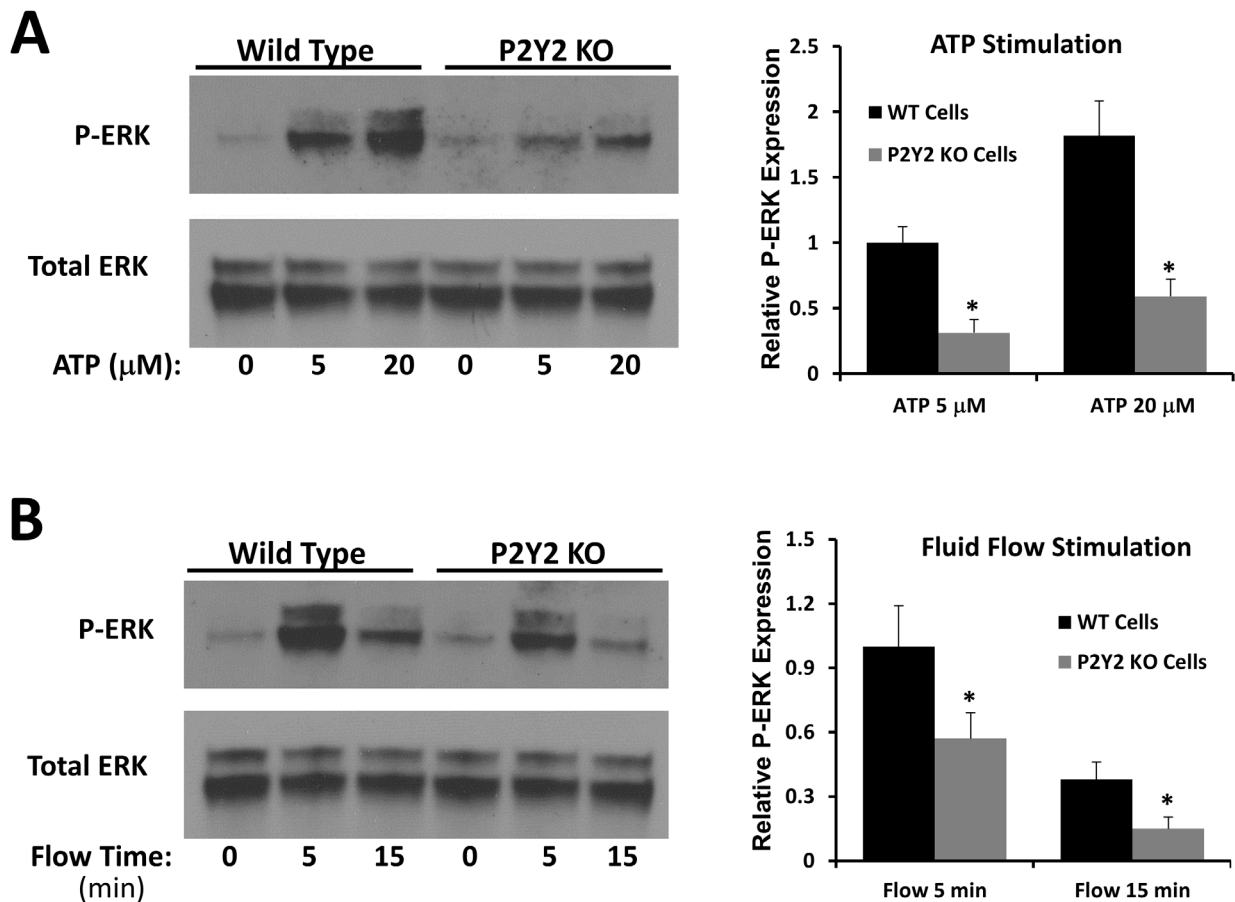 A
Wild Type P2Y2 KO
P-ERK
Total ERK
ATP (μM): 0 5 20 0 5 20
ATP Stimulation
Relative P-ERK Expression
2.5
2
1.5
1
0.5
0
WT Cells
P2Y2 KO Cells
*
*
ATP 5 μM ATP 20 μM
B
Wild Type P2Y2 KO
P-ERK
Total ERK
Flow Time: 0 5 15 0 5 15
(min)
Fluid Flow Stimulation
Relative P-ERK Expression
1.5
1.2
0.9
0.6
0.3
0
WT Cells
P2Y2 KO Cells
*
*
Flow 5 min Flow 15 min